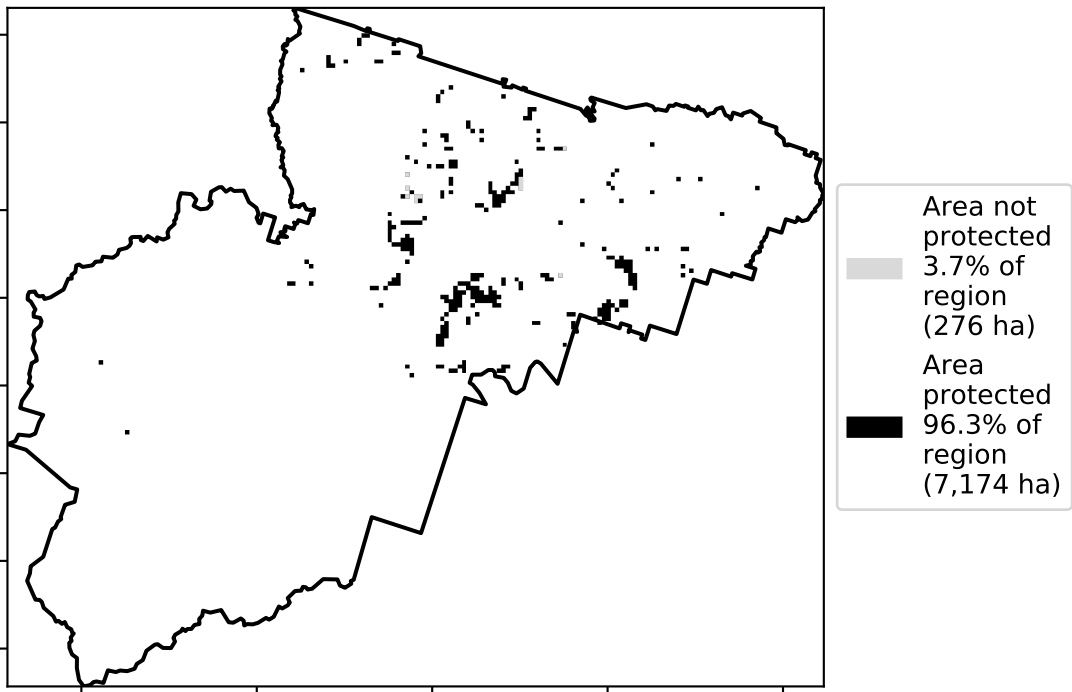 Area not
protected
3.7% of
region
(276 ha)
Area
protected
96.3% of
region
(7,174 ha)